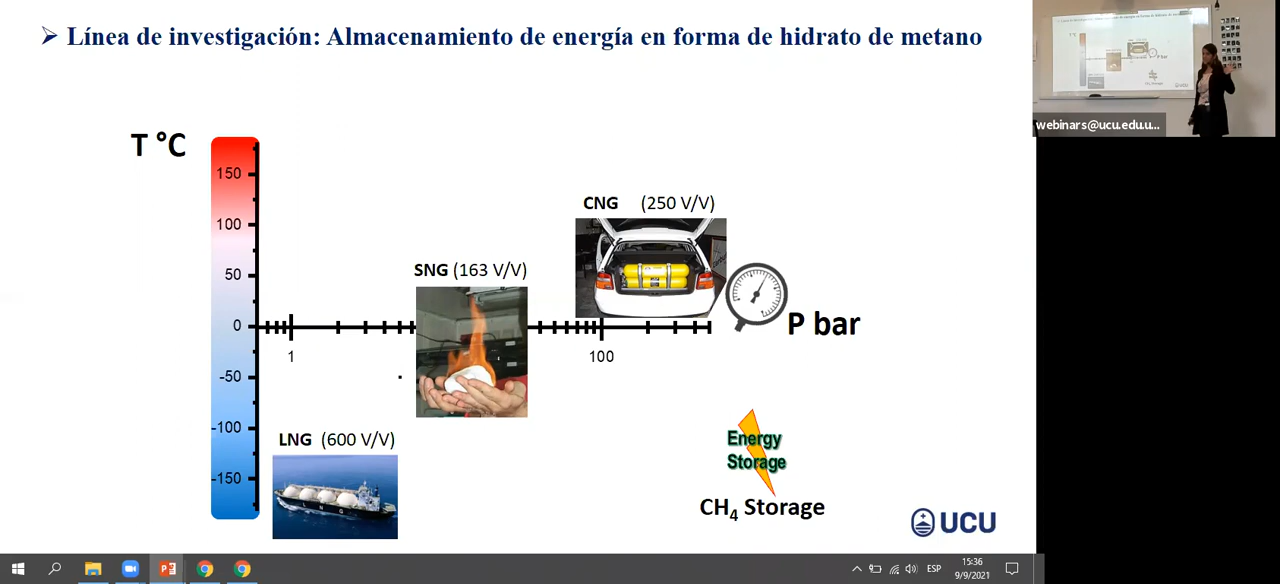 ➢ Línea de investigación: Almacenamiento de energía en forma de hidrato de metano
webinars@ucu.edu.u...
T °C
150
100
50
0
-50
-100
-150
CNG (250 V/V)
SNG (163 V/V)
P bar
1
100
LNG (600 V/V)
LNG
Energy
Storage
CH₄ Storage
UCU
ESP
15:36
9/9/2021